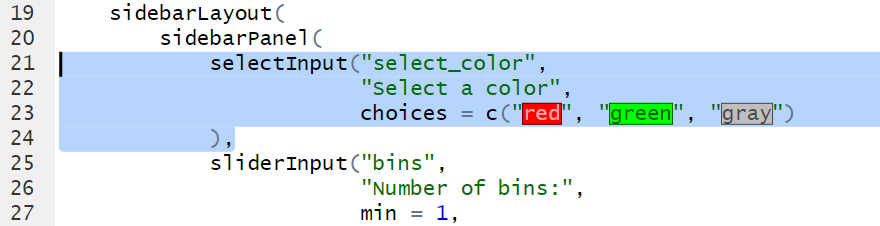 19 sidebarLayout(
20 sidebarPanel(
21 selectInput("select_color",
22 "Select a color",
23 choices = c("red", "green", "gray")
24 ),
25 sliderInput("bins",
26 "Number of bins:",
27 min = 1,